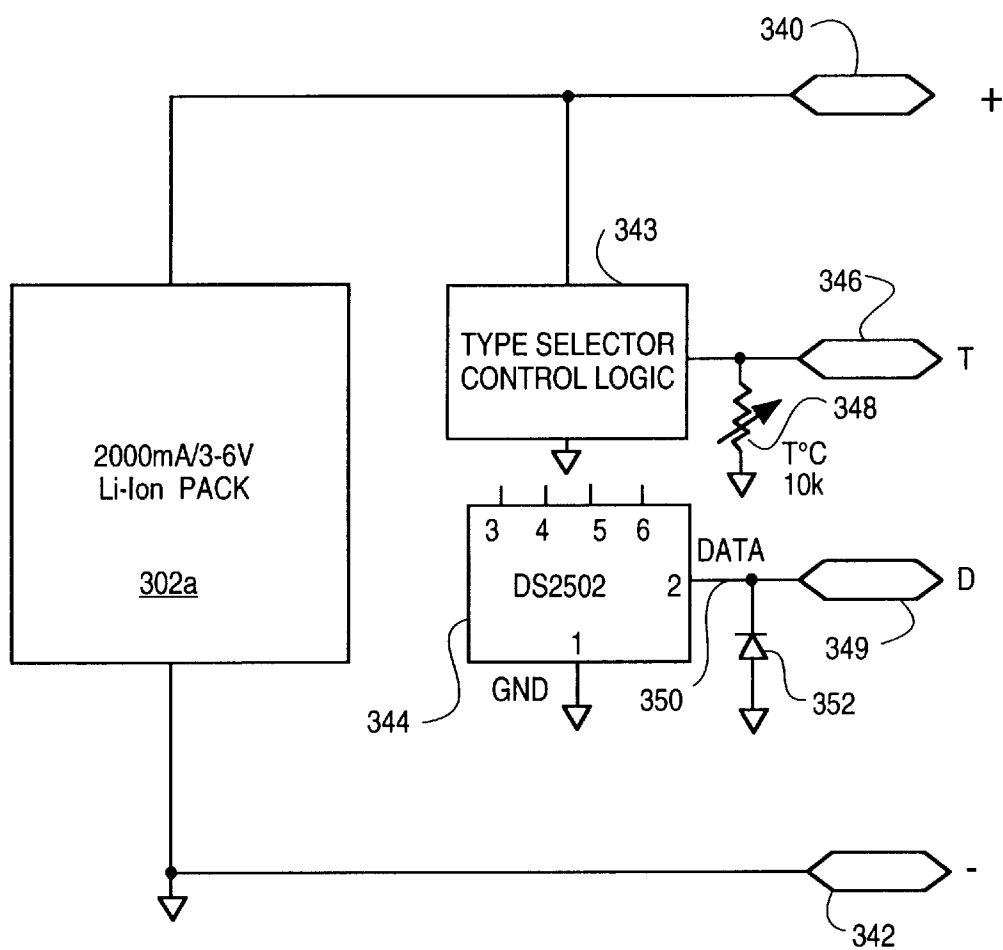 340
+
343
346
TYPE SELECTOR
CONTROL LOGIC
T
348
2000mA/3-6V
Li-Ion PACK
T°C
10k
3 4 5 6
DATA
302a
DS2502
2
D
1
349
GND
350
352
344
-
342